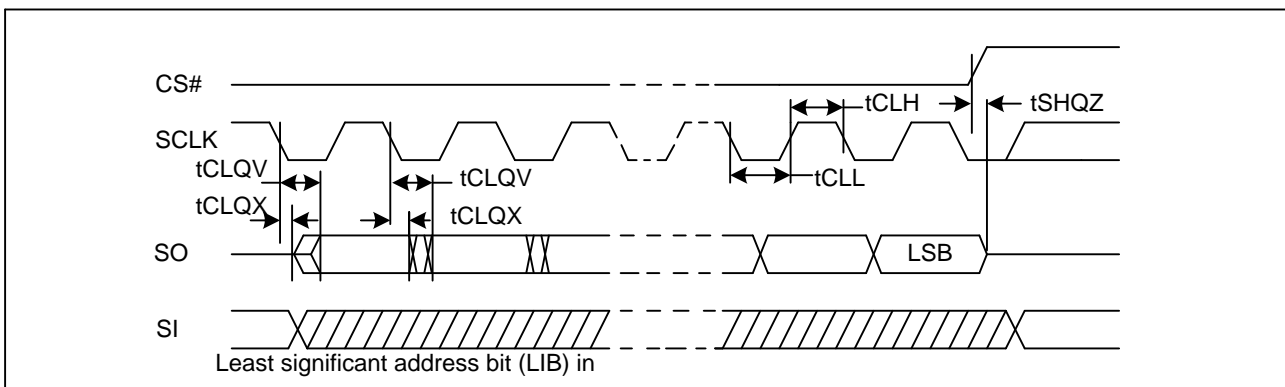 CS#
tCLH
tSHQZ
SCLK
tCLQV
tCLQV
tCLL
tCLQX
tCLQX
SO
LSB
SI
Least significant address bit (LIB) in